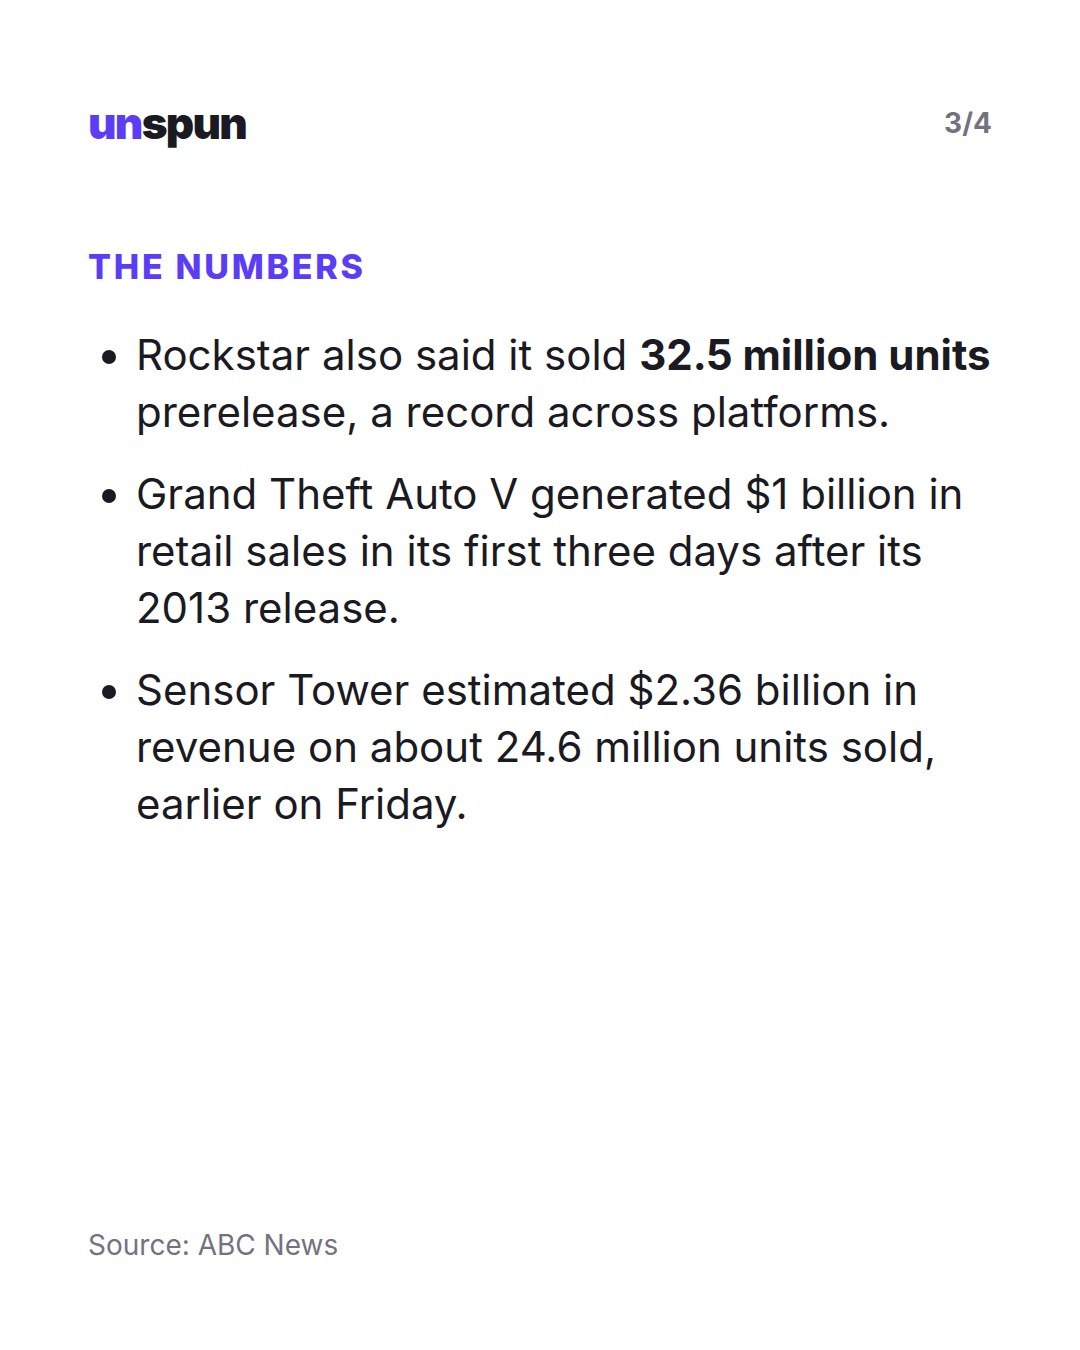 unspun
3/4
THE NUMBERS
• Rockstar also said it sold 32.5 million units
prerelease, a record across platforms.
• Grand Theft Auto V generated $1 billion in
retail sales in its first three days after its
2013 release.
• Sensor Tower estimated $2.36 billion in
revenue on about 24.6 million units sold,
earlier on Friday.
Source: ABC News